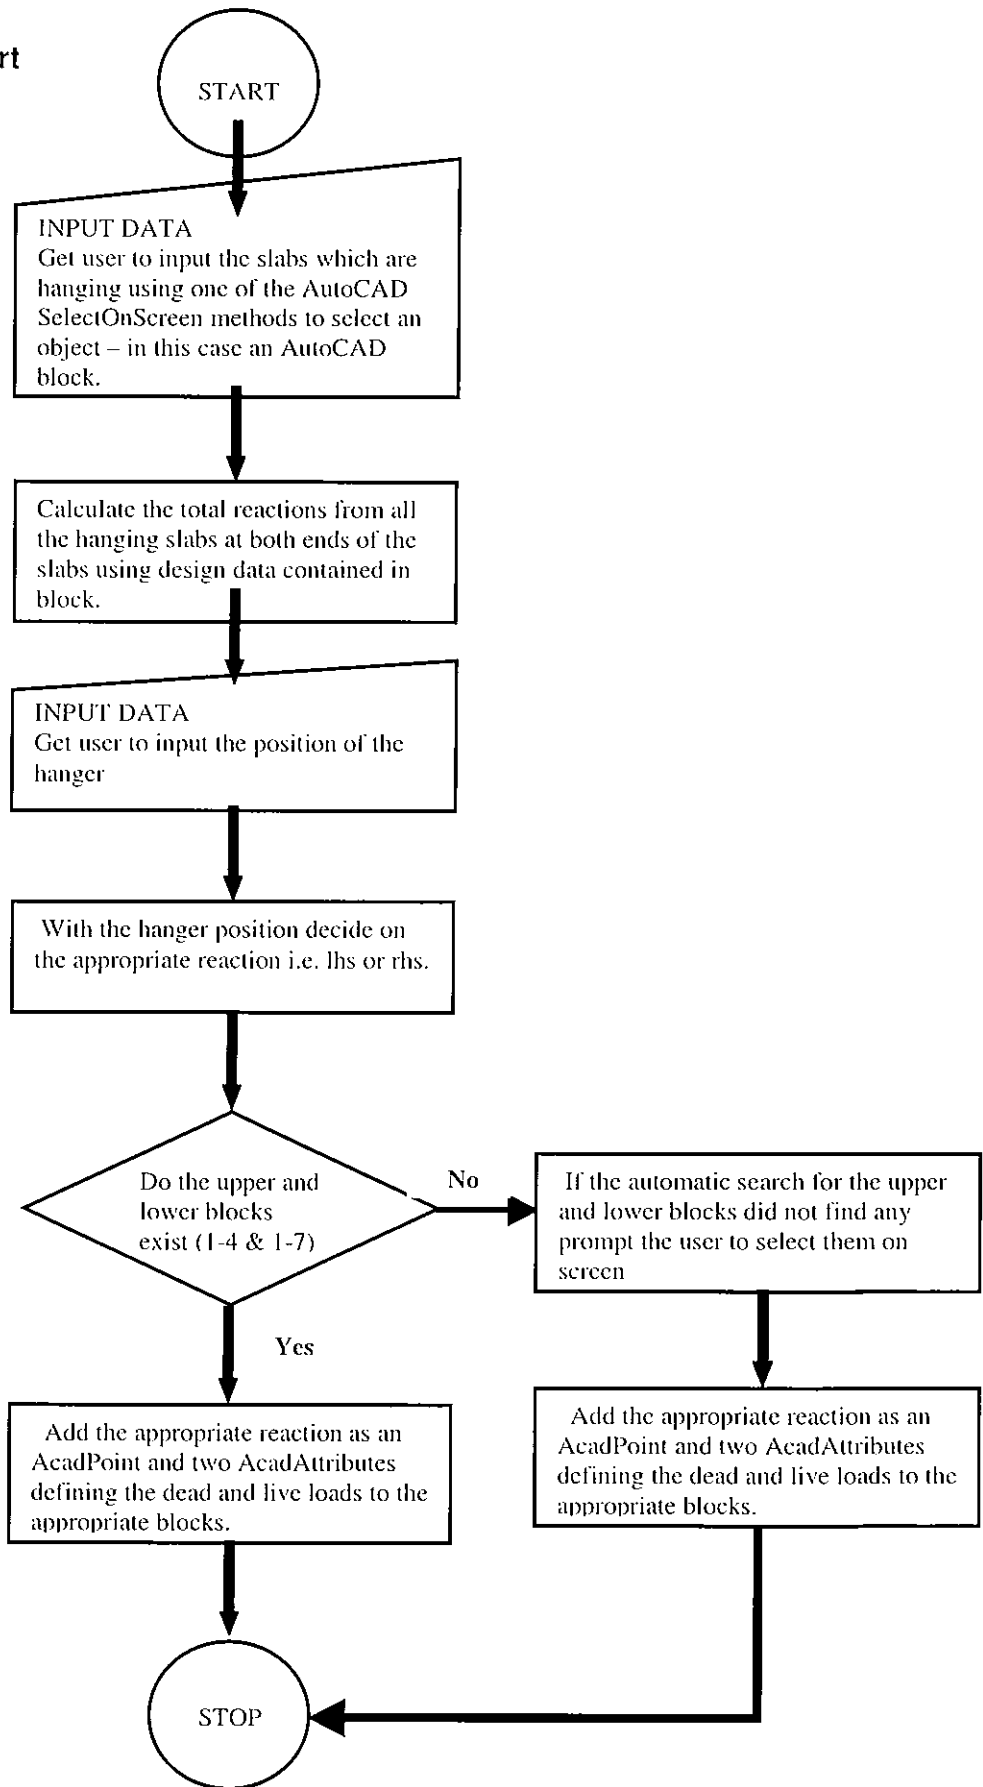 rt
START
INPUT DATA
Get user to input the slabs which are
hanging using one of the AutoCAD
SelectOnScreen methods to select an
object – in this case an AutoCAD
block.
Calculate the total reactions from all
the hanging slabs at both ends of the
slabs using design data contained in
block.
INPUT DATA
Get user to input the position of the
hanger
With the hanger position decide on
the appropriate reaction i.e. lhs or rhs.
Do the upper and
lower blocks
exist (1-4 & 1-7)
No
If the automatic search for the upper
and lower blocks did not find any
prompt the user to select them on
screen
Yes
Add the appropriate reaction as an
AcadPoint and two AcadAttributes
defining the dead and live loads to the
appropriate blocks.
Add the appropriate reaction as an
AcadPoint and two AcadAttributes
defining the dead and live loads to the
appropriate blocks.
STOP